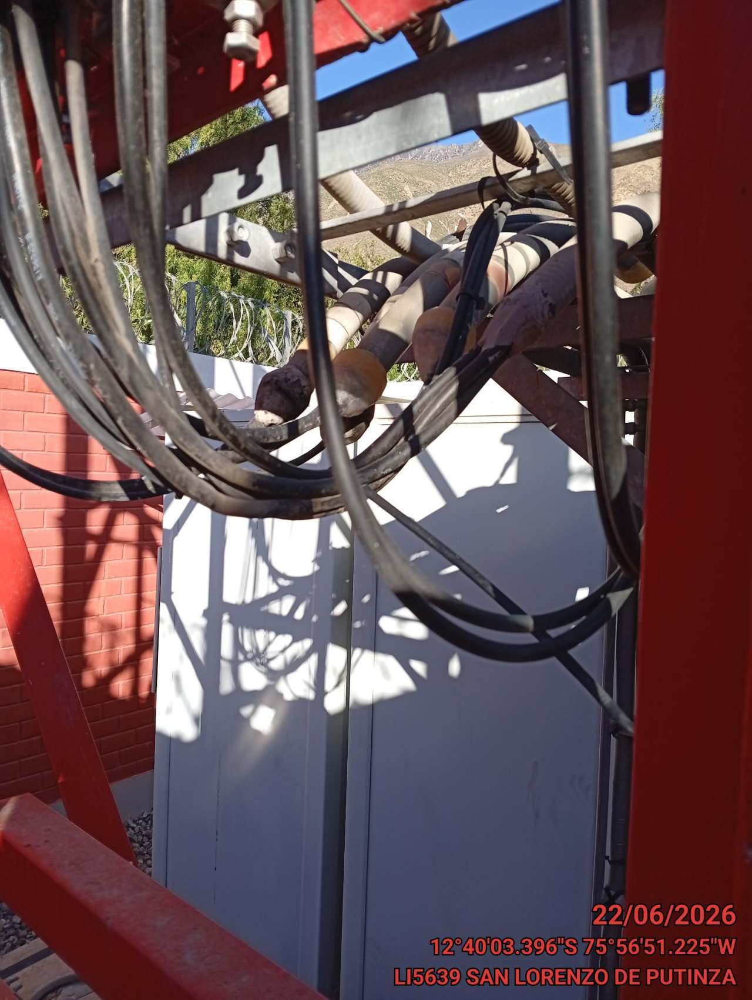 22/06/2026
12°40'03.396"S 75°56'51.225"W
LI5639 SAN LORENZO DE PUTINZA